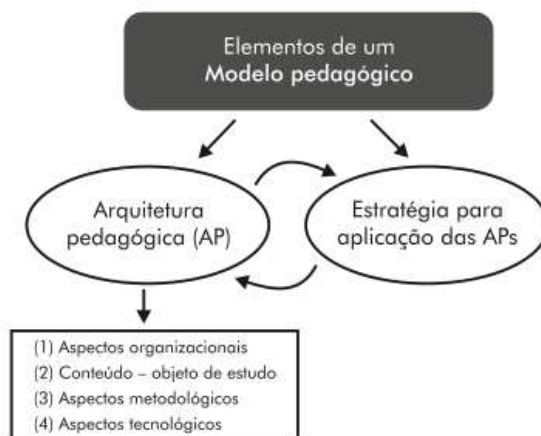 Elementos de um
Modelo pedagógico
Arquitetura
pedagógica (AP)
Estratégia para
aplicação das APs
(1) Aspectos organizacionais
(2) Conteúdo – objeto de estudo
(3) Aspectos metodológicos
(4) Aspectos tecnológicos